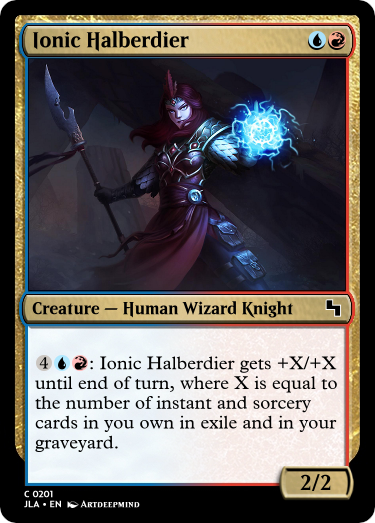 Ionic Halberdier
Creature — Human Wizard Knight
4: Ionic Halberdier gets +X/+X
until end of turn, where X is equal to
the number of instant and sorcery
cards in you own in exile and in your
graveyard.
2/2
C 0201
JLA • EN Artdeepmind